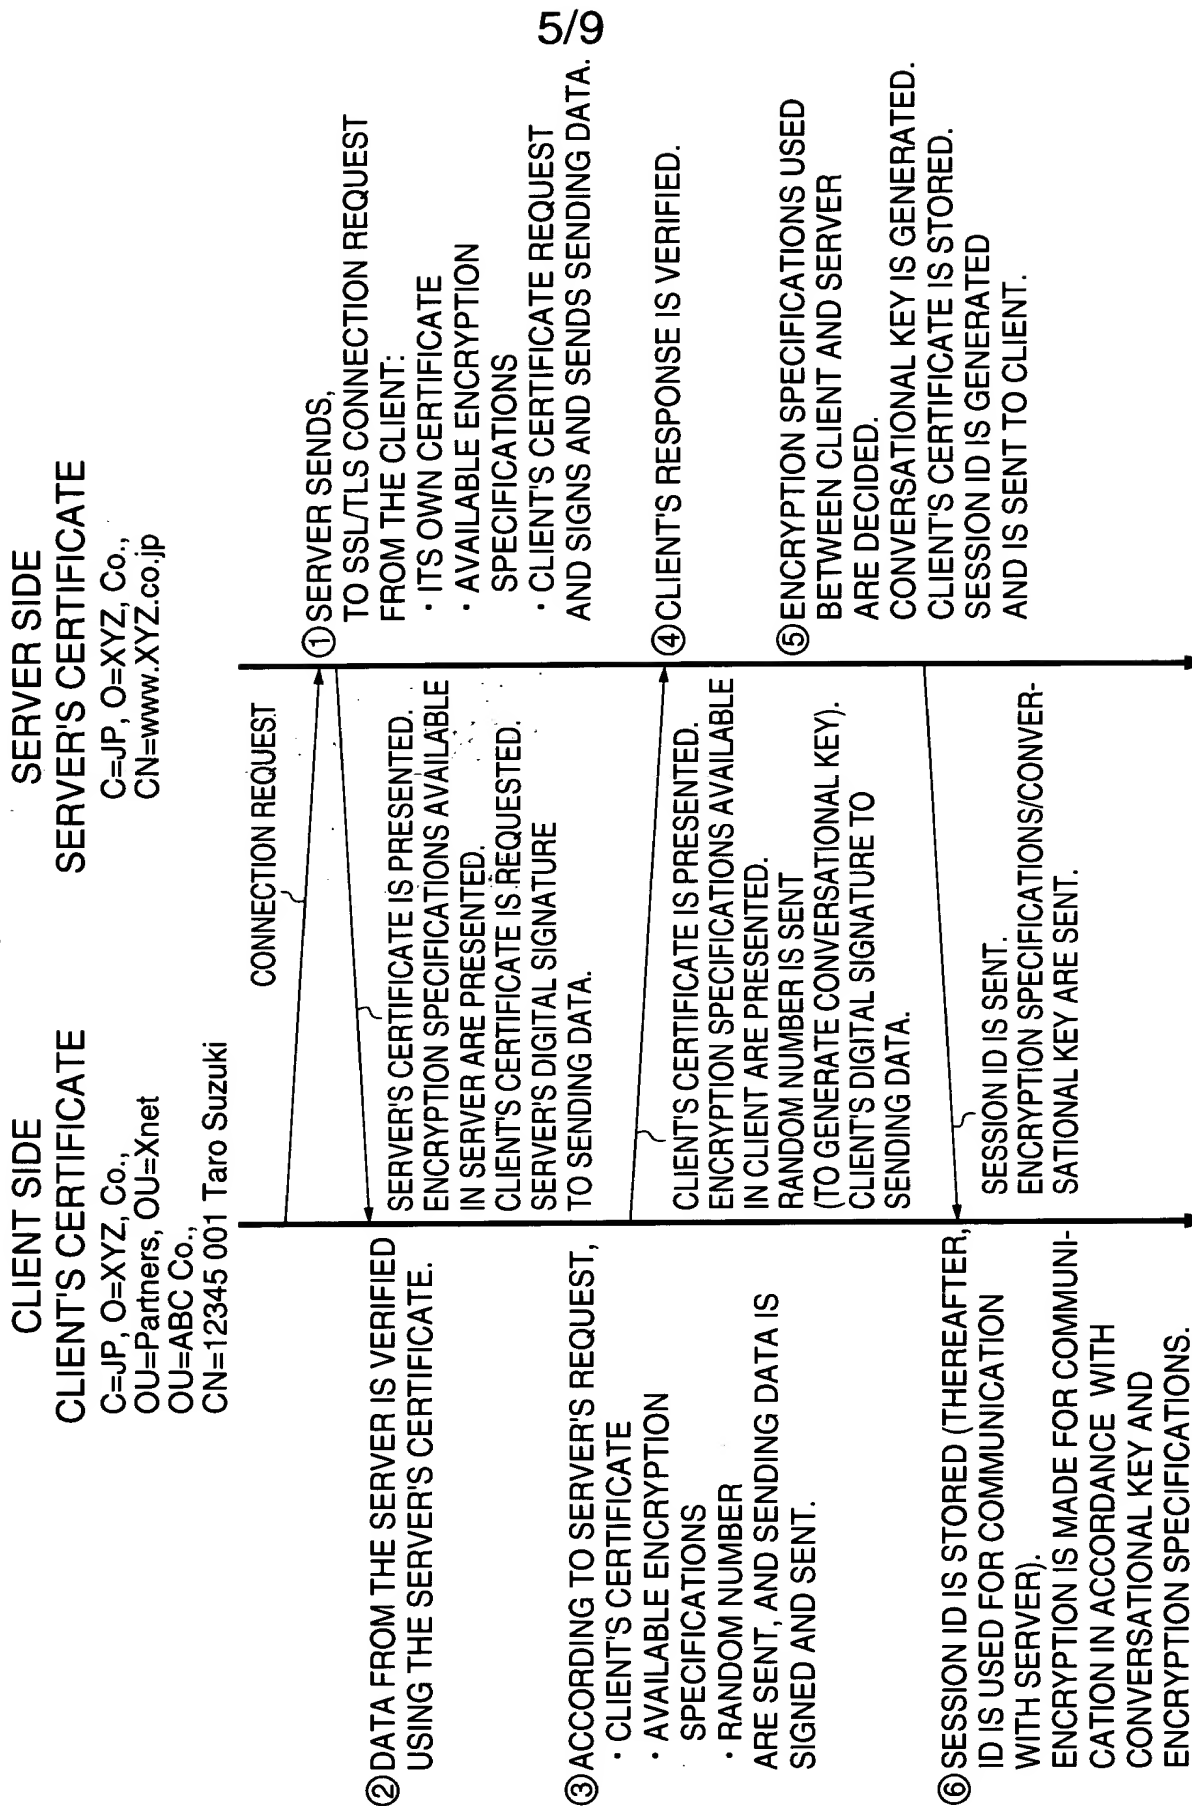 5/9
CLIENT SIDE
CLIENT'S CERTIFICATE
C=JP, O=XYZ, Co.,
OU=Partners, OU=Xnet
OU=ABC Co.,
CN=12345 001 Taro Suzuki
SERVER SIDE
SERVER'S CERTIFICATE
C=JP, O=XYZ, Co.,
CN=www.XYZ.co.jp
CONNECTION REQUEST
①SERVER SENDS,
TO SSL/TLS CONNECTION REQUEST
FROM THE CLIENT:
・ITS OWN CERTIFICATE
・AVAILABLE ENCRYPTION
SPECIFICATIONS
・CLIENT'S CERTIFICATE REQUEST
AND SIGNS AND SENDS SENDING DATA.
SERVER'S CERTIFICATE IS PRESENTED.
ENCRYPTION SPECIFICATIONS AVAILABLE
IN SERVER ARE PRESENTED.
CLIENT'S CERTIFICATE IS REQUESTED.
SERVER'S DIGITAL SIGNATURE
TO SENDING DATA.
②DATA FROM THE SERVER IS VERIFIED
USING THE SERVER'S CERTIFICATE.
③ACCORDING TO SERVER'S REQUEST,
・CLIENT'S CERTIFICATE
・AVAILABLE ENCRYPTION
SPECIFICATIONS
・RANDOM NUMBER
ARE SENT, AND SENDING DATA IS
SIGNED AND SENT.
CLIENT'S CERTIFICATE IS PRESENTED.
ENCRYPTION SPECIFICATIONS AVAILABLE
IN CLIENT ARE PRESENTED.
RANDOM NUMBER IS SENT
(TO GENERATE CONVERSATIONAL KEY).
CLIENT'S DIGITAL SIGNATURE TO
SENDING DATA.
④CLIENT'S RESPONSE IS VERIFIED.
⑤ENCRYPTION SPECIFICATIONS USED
BETWEEN CLIENT AND SERVER
ARE DECIDED.
CONVERSATIONAL KEY IS GENERATED.
CLIENT'S CERTIFICATE IS STORED.
SESSION ID IS GENERATED
AND IS SENT TO CLIENT.
SESSION ID IS SENT.
ENCRYPTION SPECIFICATIONS/CONVER-
SATIONAL KEY ARE SENT.
⑥SESSION ID IS STORED (THEREAFTER,
ID IS USED FOR COMMUNICATION
WITH SERVER).
ENCRYPTION IS MADE FOR COMMUNI-
CATION IN ACCORDANCE WITH
CONVERSATIONAL KEY AND
ENCRYPTION SPECIFICATIONS.